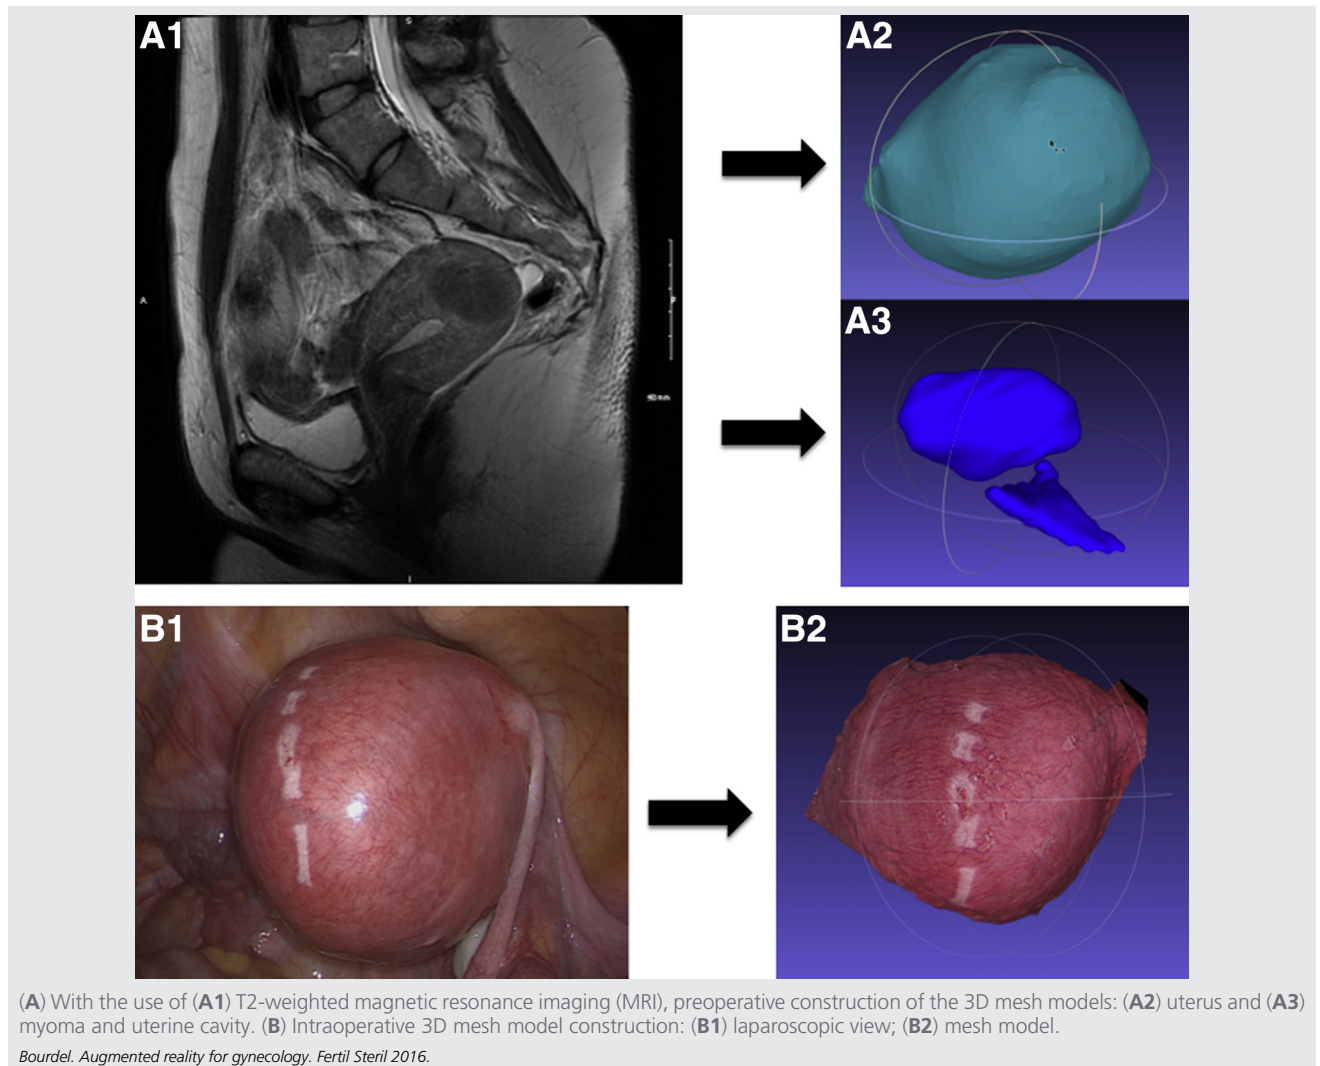 A1
A2
A
P
90 mm
A3
B1
B2
(A) With the use of (A1) T2-weighted magnetic resonance imaging (MRI), preoperative construction of the 3D mesh models: (A2) uterus and (A3)
myoma and uterine cavity. (B) Intraoperative 3D mesh model construction: (B1) laparoscopic view; (B2) mesh model.
Bourdel. Augmented reality for gynecology. Fertil Steril 2016.